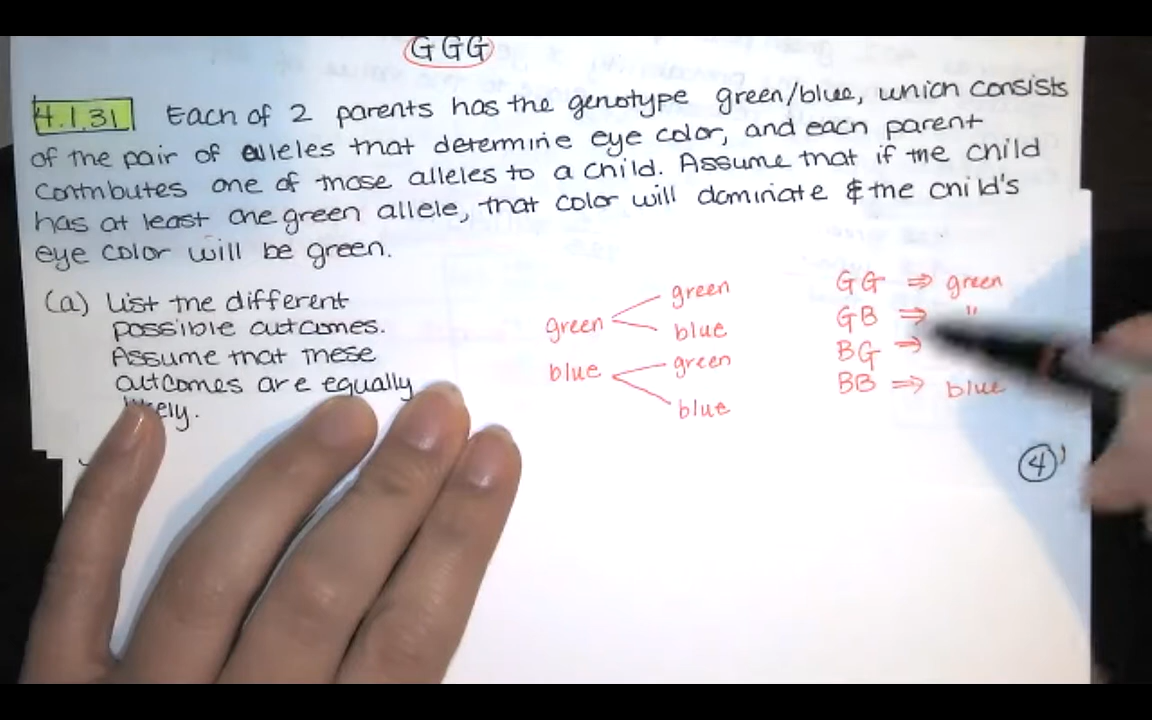 GGG
4.1.31 Each of 2 parents has the genotype green/blue, which consists
of the pair of alleles that determine eye color, and each parent
contributes one of those alleles to a child. Assume that if the child
has at least one green allele, that color will dominate & the child's
eye color will be green.
(a) List the different
possible outcomes.
Assume that these
outcomes are equally
likely.
green
blue
green
blue
green
blue
GG ⇒ green
GB ⇒ "
BG ⇒
BB ⇒ blue
4